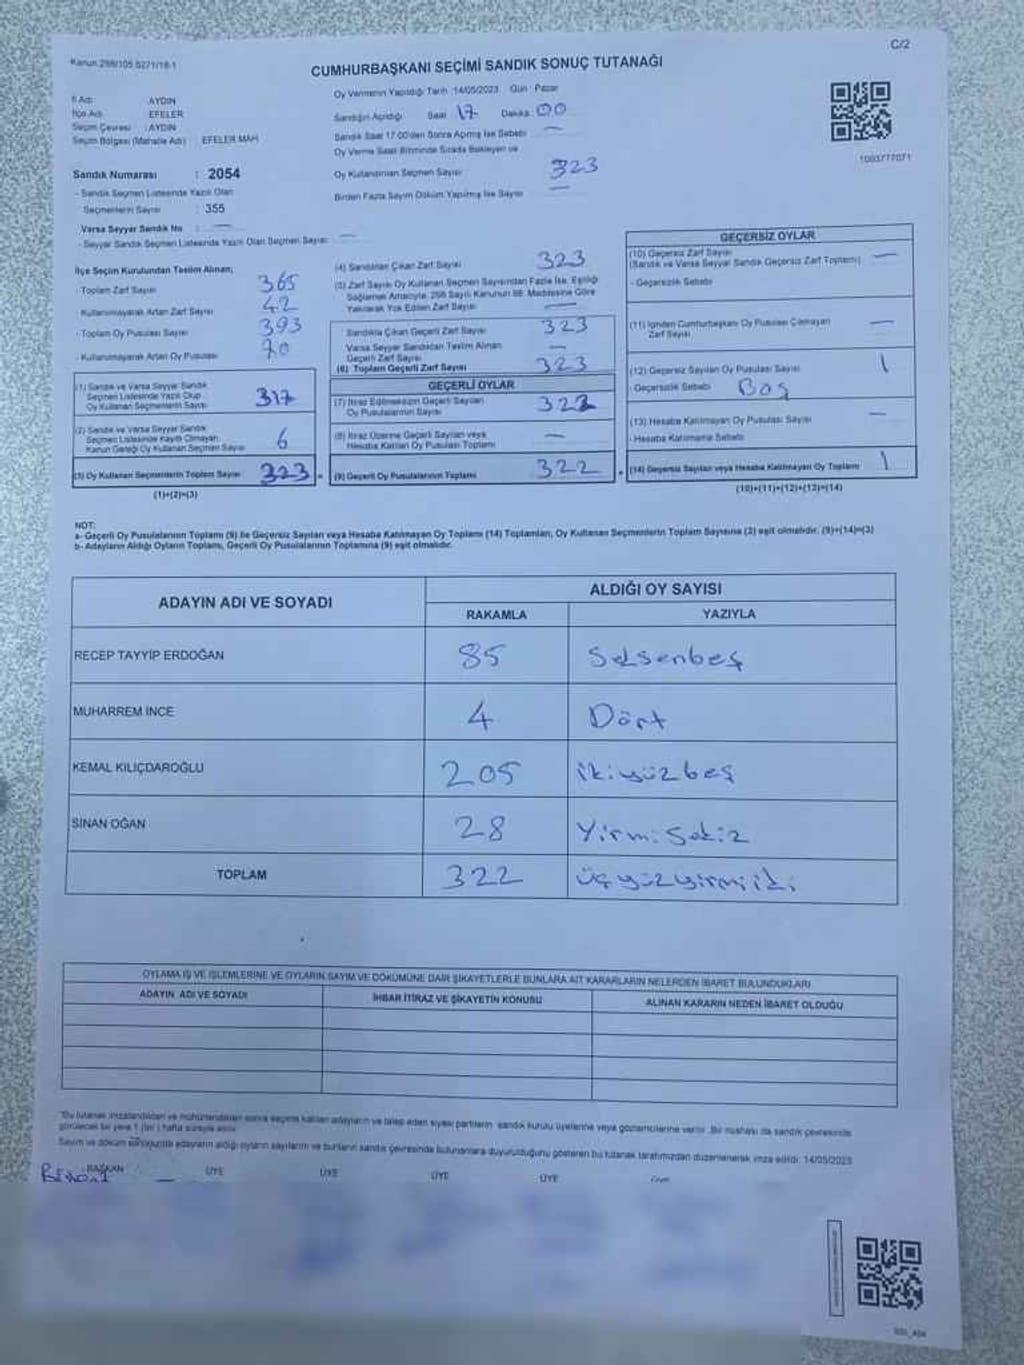 C/2
Kanun:298/105 6271/18-1
CUMHURBAŞKANI SEÇİMİ SANDIK SONUÇ TUTANAĞI
İl Adı : AYDIN
İlçe Adı : EFELER
Seçim Çevresi : AYDIN
Seçim Bölgesi (Mahalle Adı) : EFELER MAH.
Sandık Numarası : 2054
- Sandık Seçmen Listesinde Yazılı Olan
Seçmenlerin Sayısı : 355
Varsa Seyyar Sandık No : —
- Seyyar Sandık Seçmen Listesinde Yazılı Olan Seçmen Sayısı —
Oy Vermenin Yapıldığı Tarih :14/05/2023 Gün : Pazar
Sandığın Açıldığı Saat 17 Dakika 00
Sandık Saat 17:00'den Sonra Açılmış İse Sebebi —
Oy Verme Saati Bitiminde Sırada Bekleyen ve
Oy Kullandırılan Seçmen Sayısı 323
Birden Fazla Sayım Döküm Yapılmış İse Sayısı —
1003777071
İlçe Seçim Kurulundan Teslim Alınan;
- Toplam Zarf Sayısı 365
- Kullanılmayarak Artan Zarf Sayısı 42
- Toplam Oy Pusulası Sayısı 393
- Kullanılmayarak Artan Oy Pusulası 70
(1) Sandık ve Varsa Seyyar Sandık
Seçmen Listesinde Yazılı Olup
Oy Kullanan Seçmenlerin Sayısı 317
(2) Sandık ve Varsa Seyyar Sandık
Seçmen Listesinde Kayıtlı Olmayan
Kanun Gereği Oy Kullanan Seçmen Sayısı 6
(3) Oy Kullanan Seçmenlerin Toplam Sayısı 323 =
(1)+(2)=(3)
(4) Sandıktan Çıkan Zarf Sayısı 323
(5) Zarf Sayısı Oy Kullanan Seçmen Sayısından Fazla İse, Eşitliği
Sağlamak Amacıyla, 298 Sayılı Kanunun 98. Maddesine Göre
Yakılarak Yok Edilen Zarf Sayısı —
Sandıkta Çıkan Geçerli Zarf Sayısı 323
Varsa Seyyar Sandıktan Teslim Alınan
Geçerli Zarf Sayısı —
(6) Toplam Geçerli Zarf Sayısı 323
GEÇERLİ OYLAR
(7) İtiraz Edilmeksizin Geçerli Sayılan
Oy Pusulalarının Sayısı 322
(8) İtiraz Üzerine Geçerli Sayılan veya
Hesaba Katılan Oy Pusulası Toplamı —
(9) Geçerli Oy Pusulalarının Toplamı 322 +
GEÇERSİZ OYLAR
(10) Geçersiz Zarf Sayısı —
(Sandık ve Varsa Seyyar Sandık Geçersiz Zarf Toplamı)
- Geçersizlik Sebebi
(11) İçinden Cumhurbaşkanı Oy Pusulası Çıkmayan
Zarf Sayısı —
(12) Geçersiz Sayılan Oy Pusulası Sayısı 1
- Geçersizlik Sebebi Boş
(13) Hesaba Katılmayan Oy Pusulası Sayısı —
- Hesaba Katılmama Sebebi
(14) Geçersiz Sayılan veya Hesaba Katılmayan Oy Toplamı 1
(10)+(11)+(12)+(13)=(14)
NOT:
a- Geçerli Oy Pusulalarının Toplamı (9) ile Geçersiz Sayılan veya Hesaba Katılmayan Oy Toplamı (14) Toplamları, Oy Kullanan Seçmenlerin Toplam Sayısına (3) eşit olmalıdır. (9)+(14)=(3)
b- Adayların Aldığı Oyların Toplamı, Geçerli Oy Pusulalarının Toplamına (9) eşit olmalıdır.
ADAYIN ADI VE SOYADI
ALDIĞI OY SAYISI
RAKAMLA YAZIYLA
RECEP TAYYİP ERDOĞAN 85 Seksenbeş
MUHARREM İNCE 4 Dört
KEMAL KILIÇDAROĞLU 205 ikiyüzbeş
SİNAN OĞAN 28 Yirmisekiz
TOPLAM 322 üçyüzyirmiiki
OYLAMA İŞ VE İŞLEMLERİNE VE OYLARIN SAYIM VE DÖKÜMÜNE DAİR ŞİKAYETLERLE BUNLARA AİT KARARLARIN NELERDEN İBARET BULUNDUKLARI
ADAYIN ADI VE SOYADI İHBAR İTİRAZ VE ŞİKAYETİN KONUSU ALINAN KARARIN NEDEN İBARET OLDUĞU
"Bu tutanak imzalandıktan ve mühürlendikten sonra seçime katılan adayların ve talep eden siyasi partilerin sandık kurulu üyelerine veya gözlemcilerine verilir. Bir nüshası da sandık çevresinde
görülecek bir yere 1 (bir) hafta süreyle asılır."
Sayım ve döküm sonucunda adayların aldığı oyların sayılarını ve bunların sandık çevresinde bulunanlara duyurulduğunu gösteren bu tutanak tarafımızdan düzenlenerek imza edildi. 14/05/2023
BAŞKAN ÜYE ÜYE ÜYE ÜYE